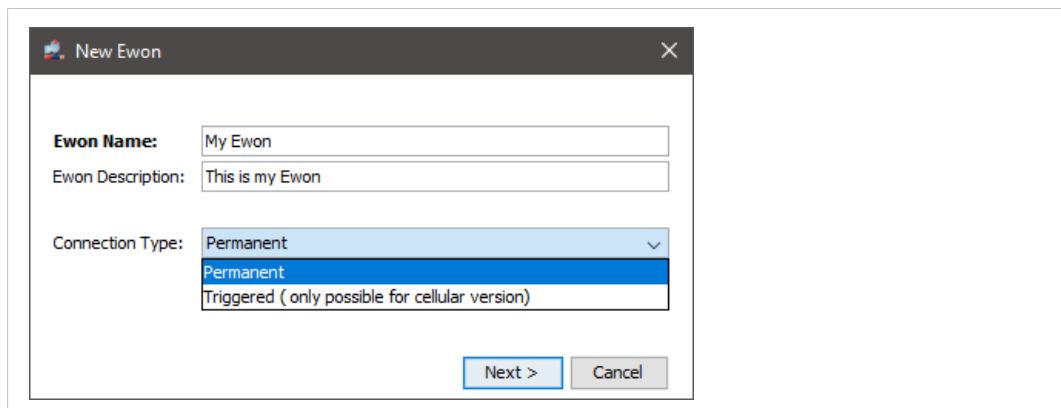 New Ewon
Ewon Name: My Ewon
Ewon Description: This is my Ewon
Connection Type: Permanent
Permanent
Triggered ( only possible for cellular version)
Next > Cancel